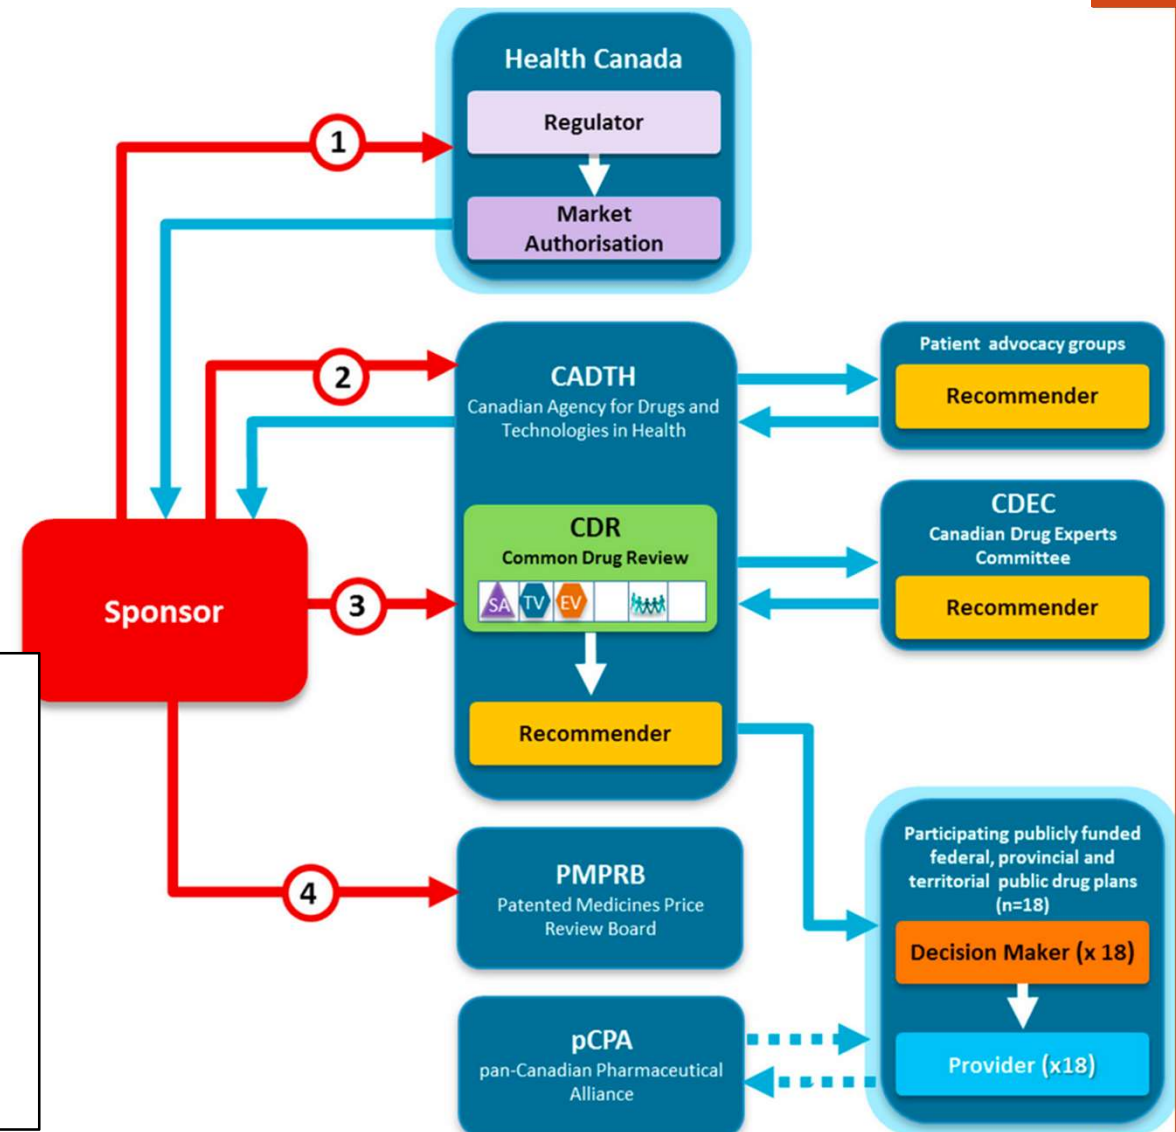 Health Canada
Regulator
Market
Authorisation
1
2
CADTH
Canadian Agency for Drugs and
Technologies in Health
Patient advocacy groups
Recommender
CDR
Common Drug Review
SA TV EV
CDEC
Canadian Drug Experts
Committee
Recommender
Sponsor
3
Recommender
4
PMPRB
Patented Medicines Price
Review Board
Participating publicly funded
federal, provincial and
territorial public drug plans
(n=18)
Decision Maker (x 18)
Provider (x18)
pCPA
pan-Canadian Pharmaceutical
Alliance